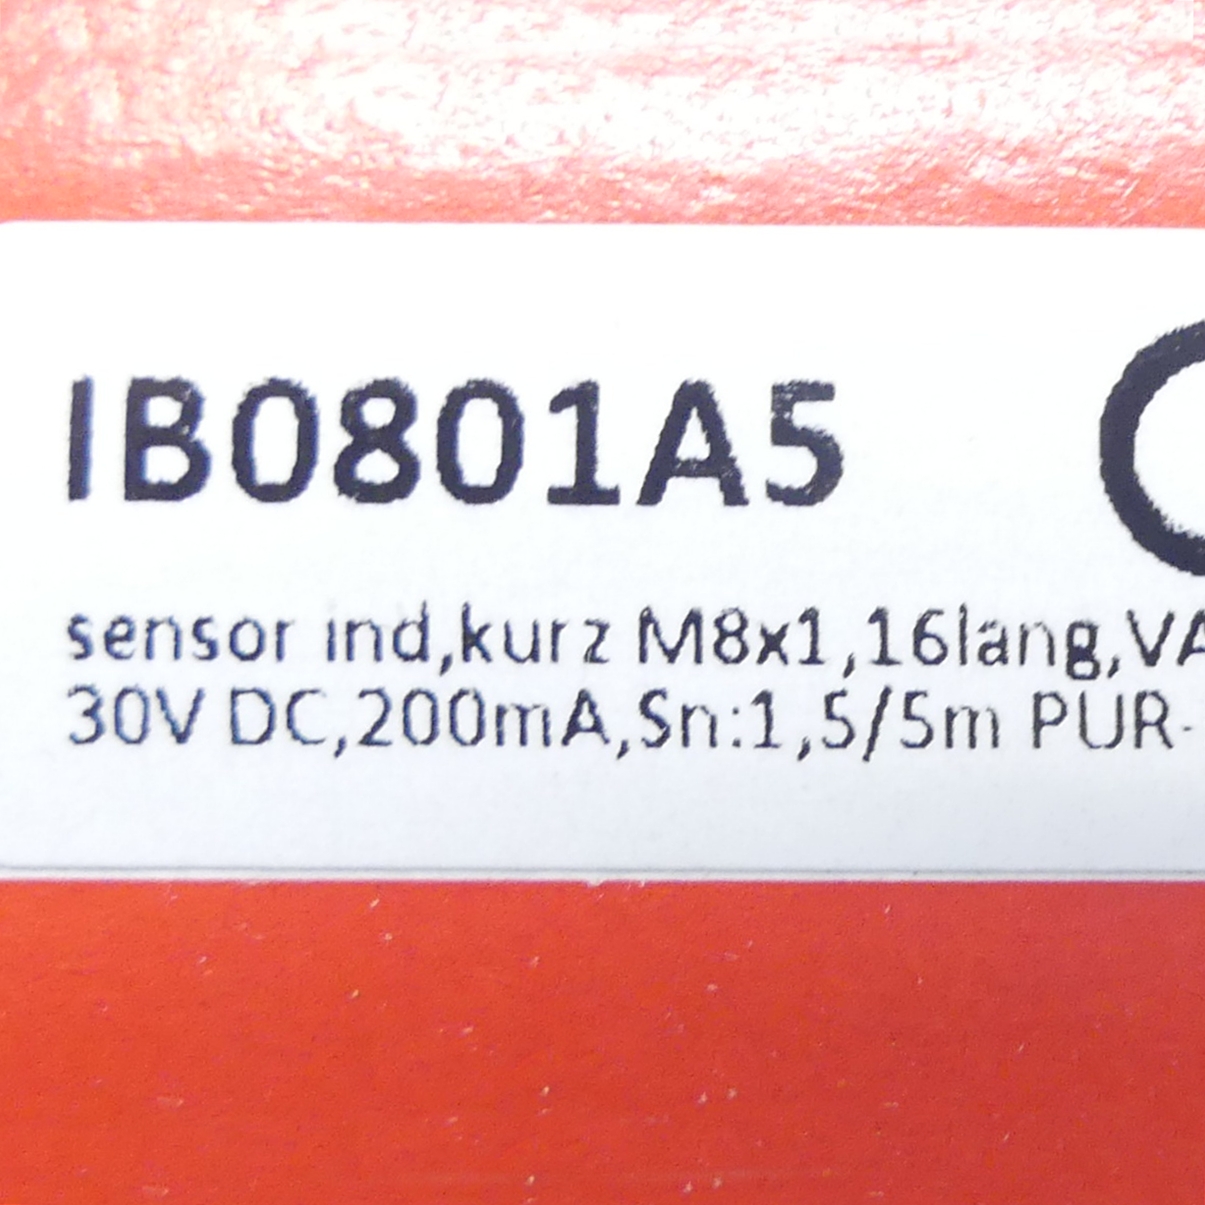 IB0801A5
sensor ind,kurz M8x1,16lang,VA
30V DC,200mA,Sn:1,5/5m PUR-